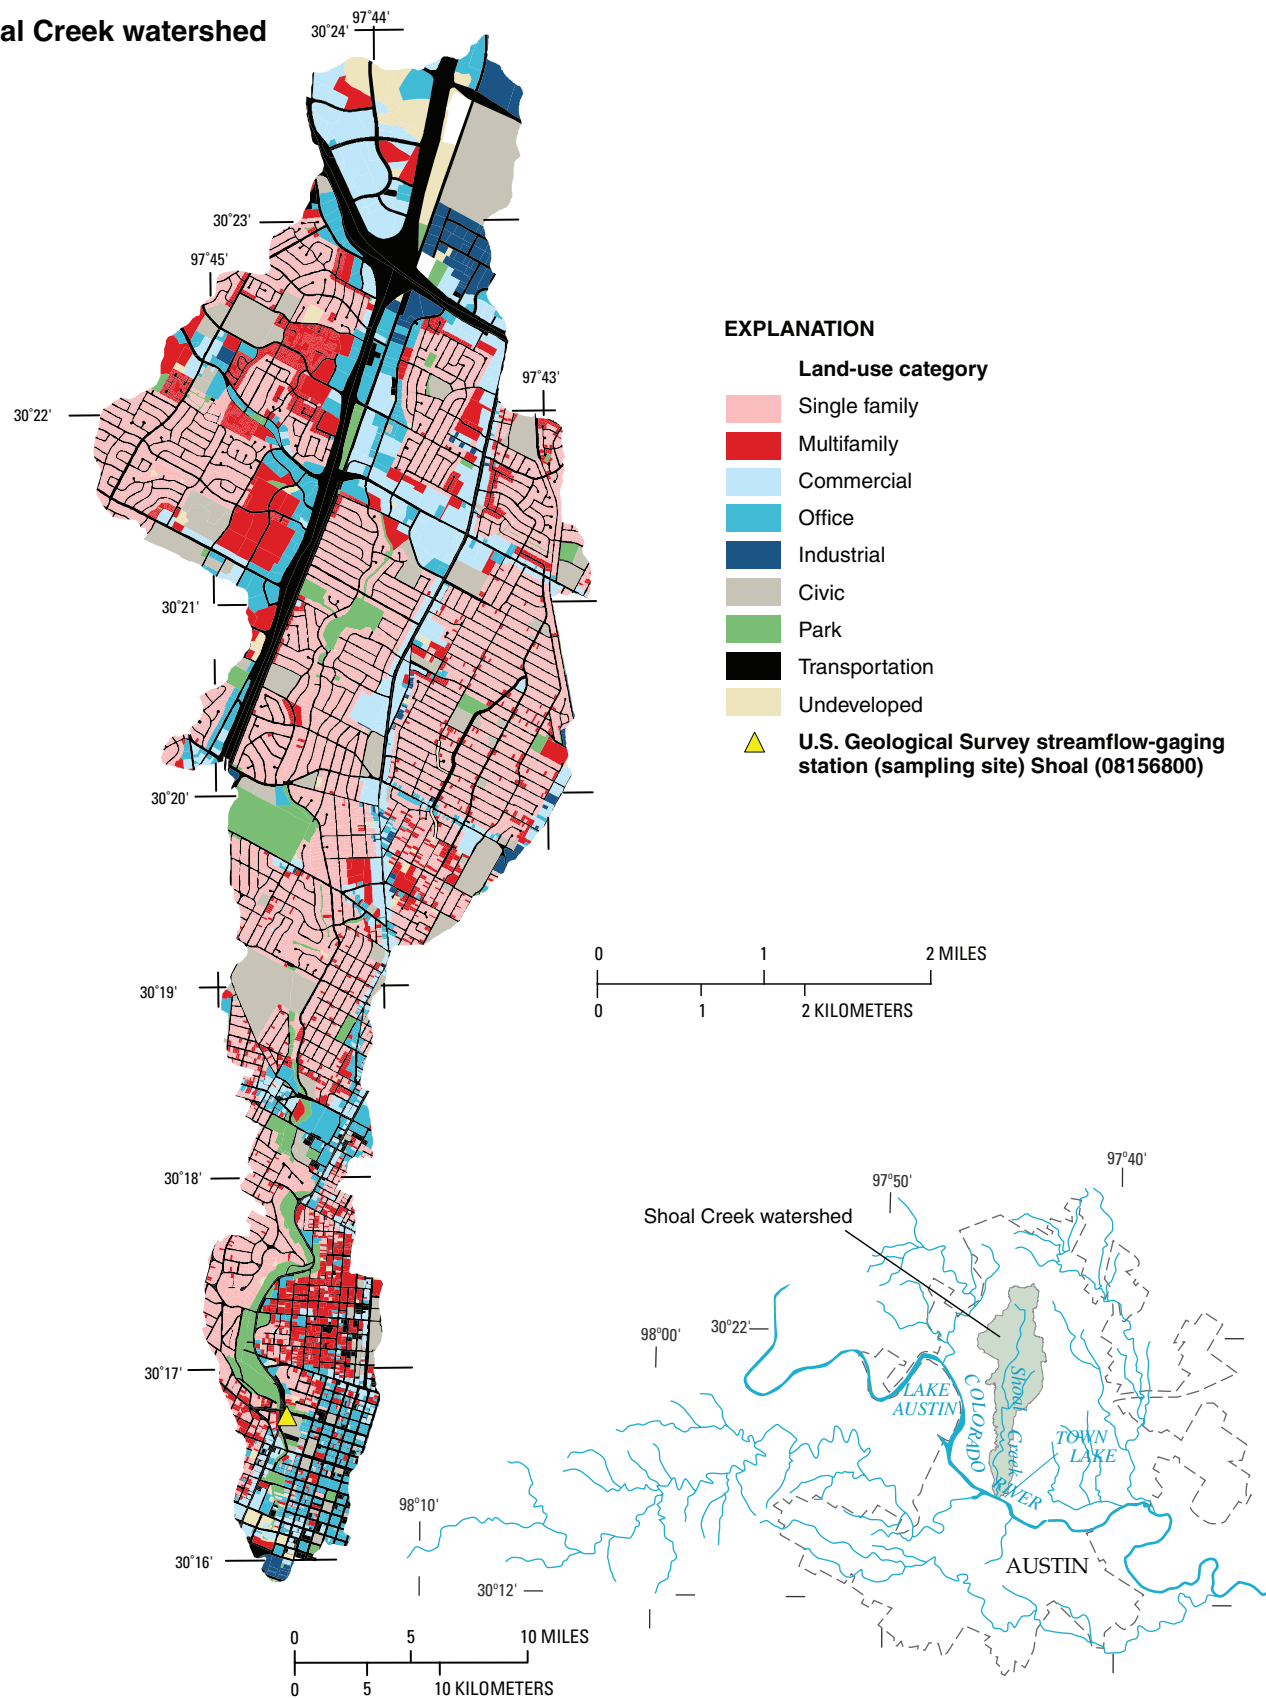 al Creek watershed
97°44'
30°24'
30°23'
97°45'
97°43'
30°22'
30°21'
30°20'
30°19'
30°18'
30°17'
30°16'
EXPLANATION
Land-use category
Single family
Multifamily
Commercial
Office
Industrial
Civic
Park
Transportation
Undeveloped
U.S. Geological Survey streamflow-gaging
station (sampling site) Shoal (08156800)
0 1 2 MILES
0 1 2 KILOMETERS
97°40'
97°50'
Shoal Creek watershed
30°22'
98°00'
LAKE
AUSTIN
COLORADO
RIVER
Shoal Creek
TOWN
LAKE
98°10'
AUSTIN
30°12'
0 5 10 MILES
0 5 10 KILOMETERS